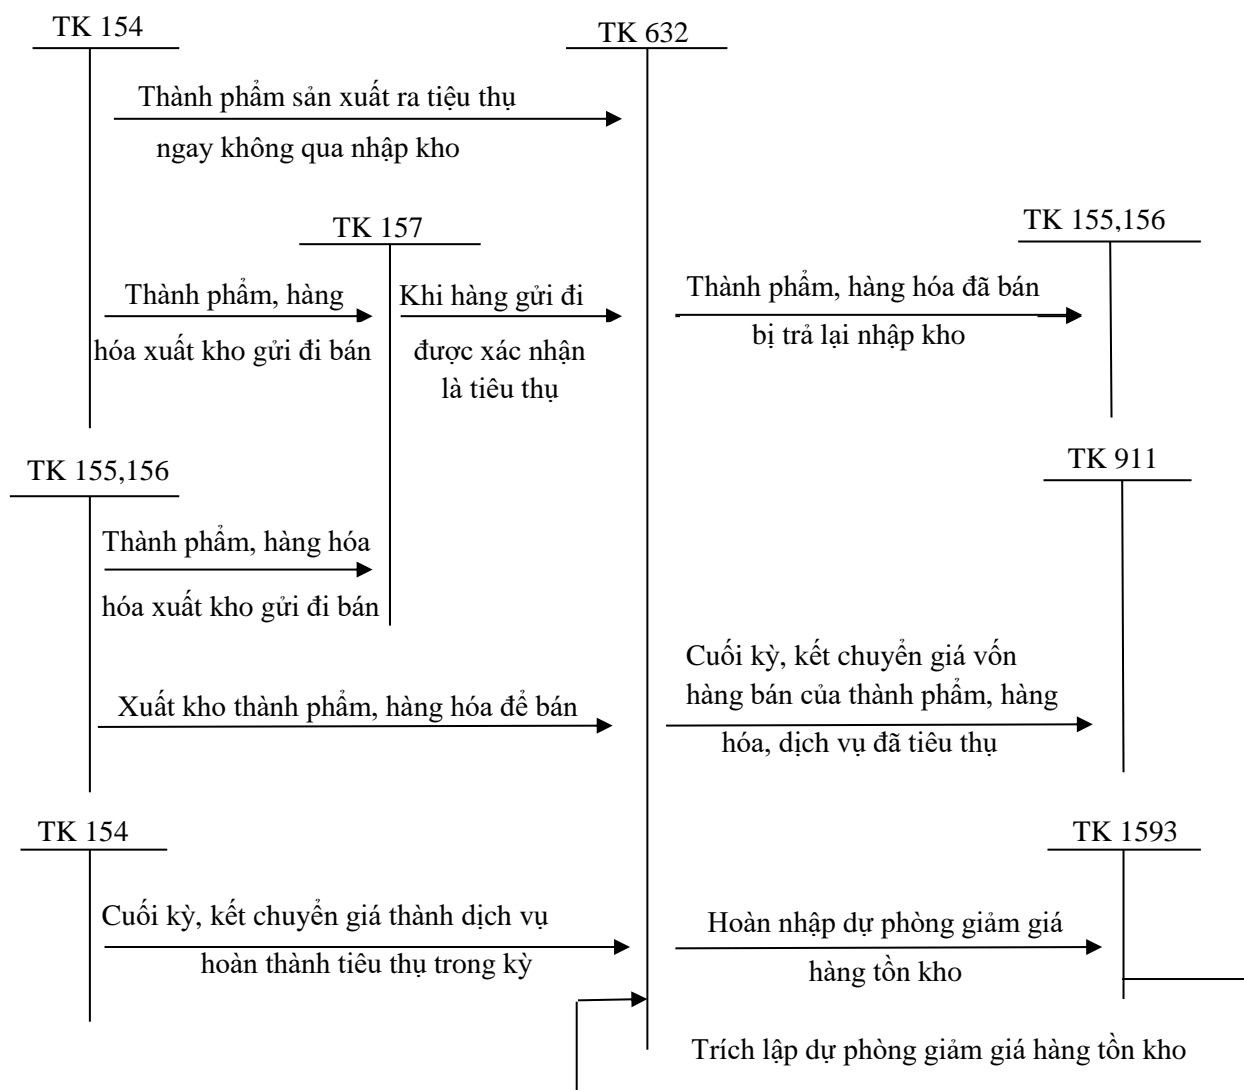 TK 154
TK 632
Thành phẩm sản xuất ra tiệu thụ
ngay không qua nhập kho
TK 157
TK 155,156
Thành phẩm, hàng
hóa xuất kho gửi đi bán
Khi hàng gửi đi
được xác nhận
là tiêu thụ
Thành phẩm, hàng hóa đã bán
bị trả lại nhập kho
TK 155,156
TK 911
Thành phẩm, hàng hóa
hóa xuất kho gửi đi bán
Xuất kho thành phẩm, hàng hóa để bán
Cuối kỳ, kết chuyển giá vốn
hàng bán của thành phẩm, hàng
hóa, dịch vụ đã tiêu thụ
TK 154
TK 1593
Cuối kỳ, kết chuyển giá thành dịch vụ
hoàn thành tiêu thụ trong kỳ
Hoàn nhập dự phòng giảm giá
hàng tồn kho
Trích lập dự phòng giảm giá hàng tồn kho